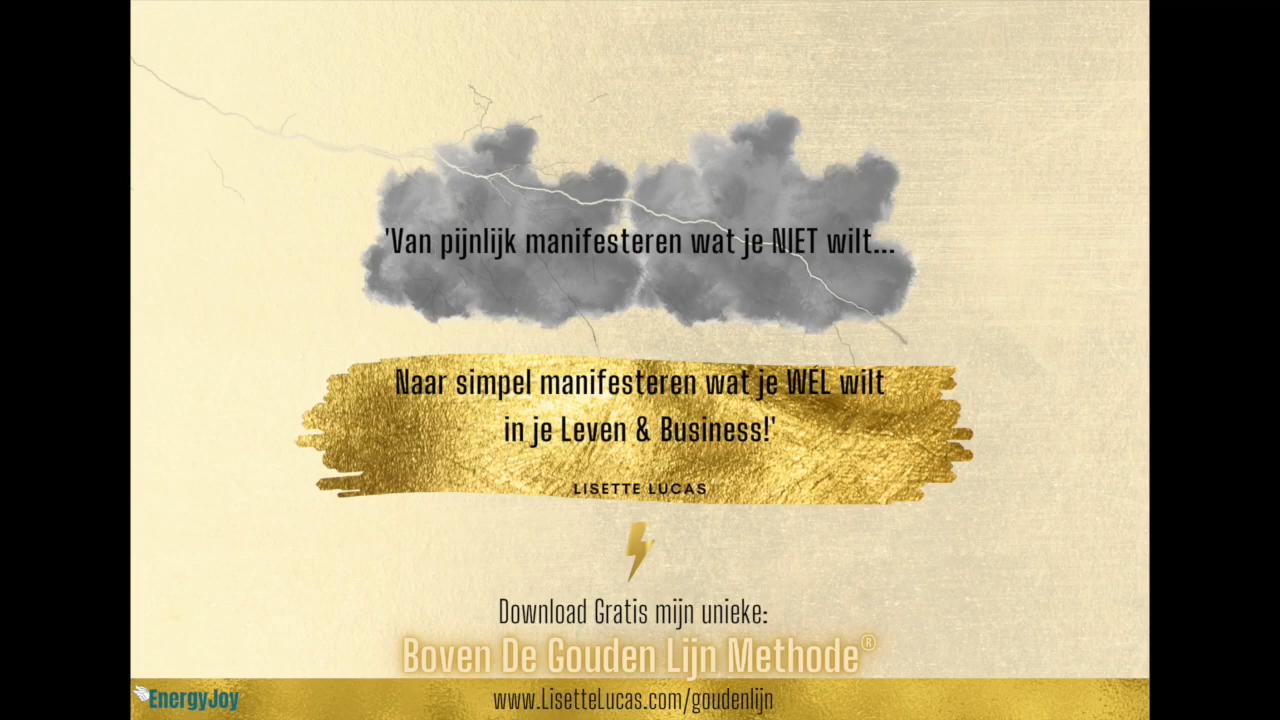 'Van pijnlijk manifesteren wat je NIET wilt...
Naar simpel manifesteren wat je WÉL wilt
in je Leven & Business!'
LISETTE LUCAS
Download Gratis mijn unieke:
Boven De Gouden Lijn Methode®
www.LisetteLucas.com/goudenlijn
EnergyJoy